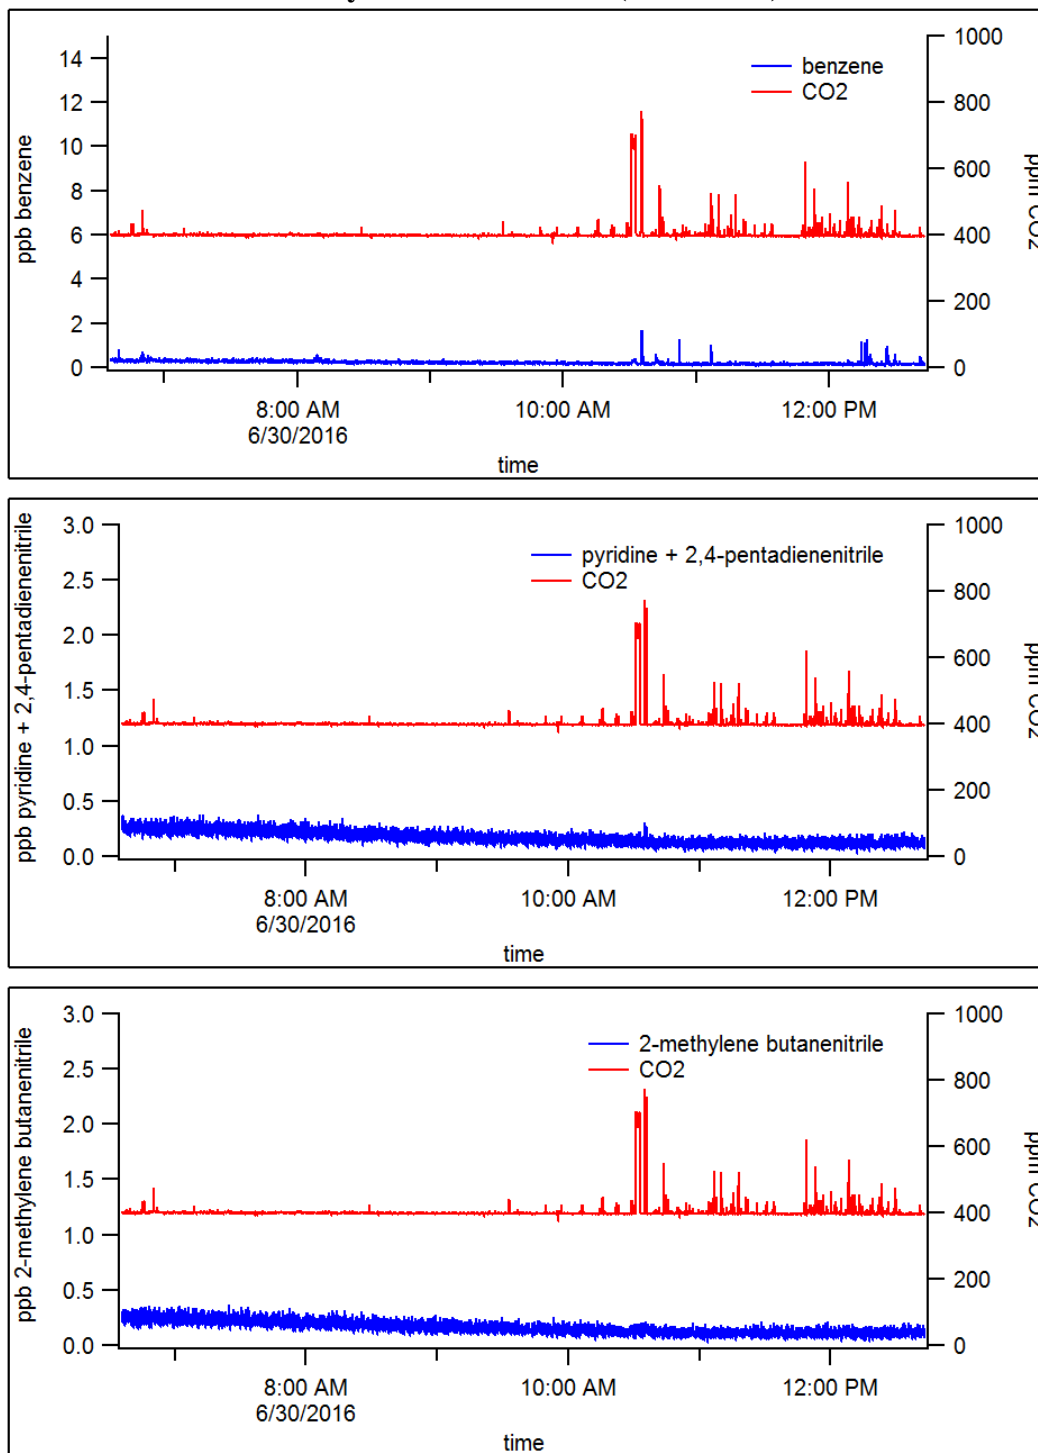 14
12
10
8
6
4
2
0
ppb benzene
benzene
CO2
1000
800
600
400
200
0
ppm CO2
8:00 AM
6/30/2016
10:00 AM
12:00 PM
time
3.0
2.5
2.0
1.5
1.0
0.5
0.0
ppb pyridine + 2,4-pentadienenitrile
pyridine + 2,4-pentadienenitrile
CO2
1000
800
600
400
200
0
ppm CO2
8:00 AM
6/30/2016
10:00 AM
12:00 PM
time
3.0
2.5
2.0
1.5
1.0
0.5
0.0
ppb 2-methylene butanenitrile
2-methylene butanenitrile
CO2
1000
800
600
400
200
0
ppm CO2
8:00 AM
6/30/2016
10:00 AM
12:00 PM
time